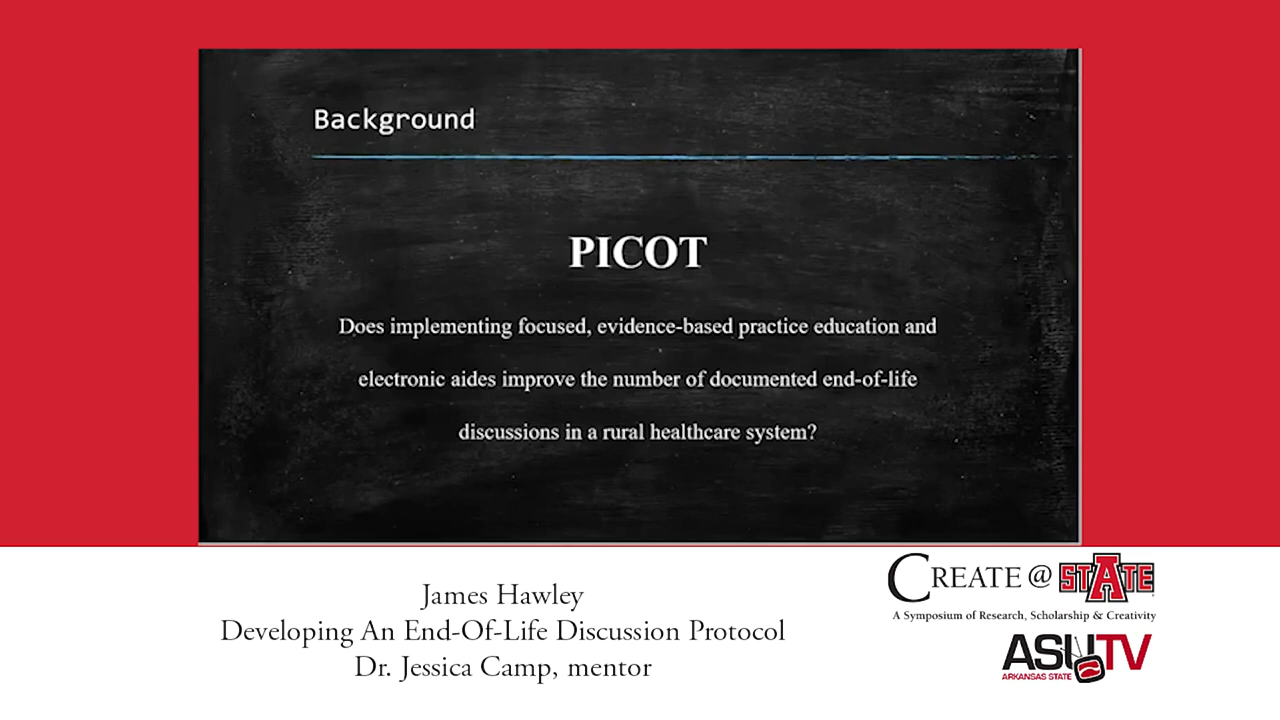 Background
PICOT
Does implementing focused, evidence-based practice education and
electronic aides improve the number of documented end-of-life
discussions in a rural healthcare system?
James Hawley
Developing An End-Of-Life Discussion Protocol
Dr. Jessica Camp, mentor
CREATE @ STATE
A Symposium of Research, Scholarship & Creativity
ASUTV
ARKANSAS STATE